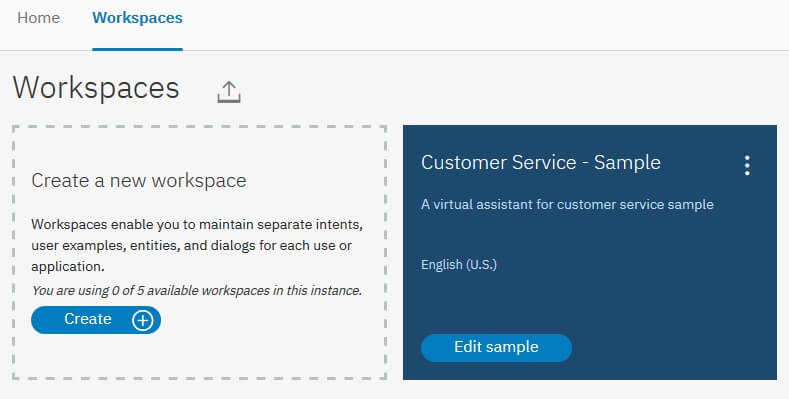 Home
Workspaces
Workspaces
Create a new workspace
Workspaces enable you to maintain separate intents,
user examples, entities, and dialogs for each use or
application.
You are using 0 of 5 available workspaces in this instance.
Create
Customer Service - Sample
A virtual assistant for customer service sample
English (U.S.)
Edit sample